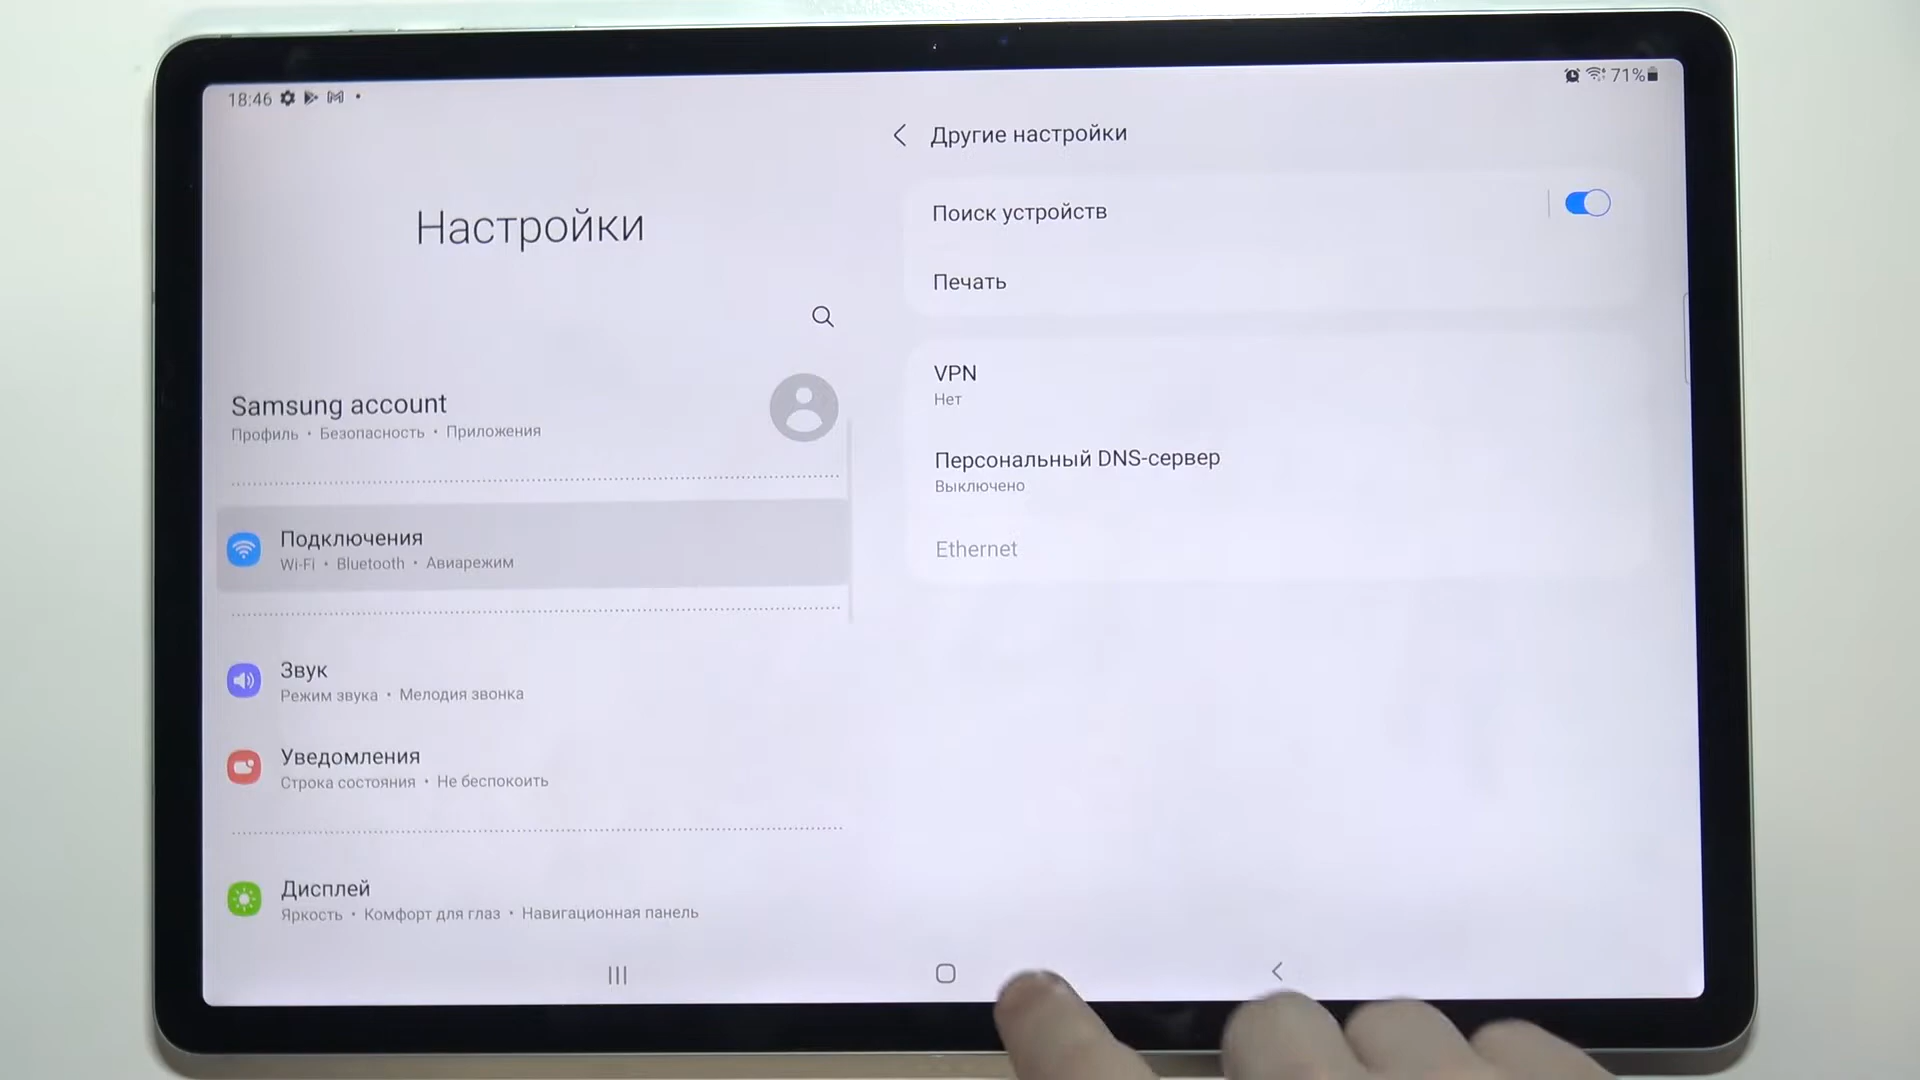 18:46
71%
Настройки
Samsung account
Профиль • Безопасность • Приложения
Подключения
Wi-Fi • Bluetooth • Авиарежим
Звук
Режим звука • Мелодия звонка
Уведомления
Строка состояния • Не беспокоить
Дисплей
Яркость • Комфорт для глаз • Навигационная панель
Другие настройки
Поиск устройств
Печать
VPN
Нет
Персональный DNS-сервер
Выключено
Ethernet